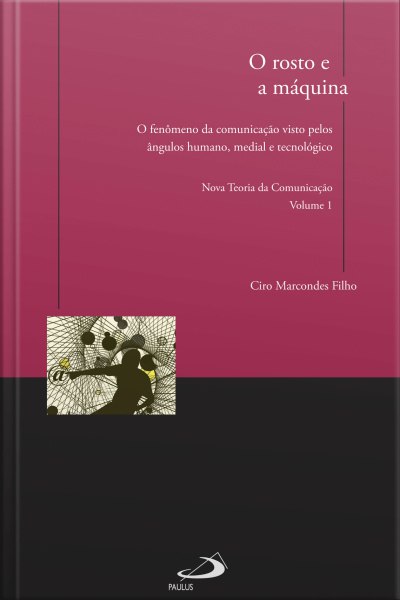 O rosto e
a máquina
O fenômeno da comunicação visto pelos
ângulos humano, medial e tecnológico
Nova Teoria da Comunicação
Volume 1
Ciro Marcondes Filho
@
PAULUS